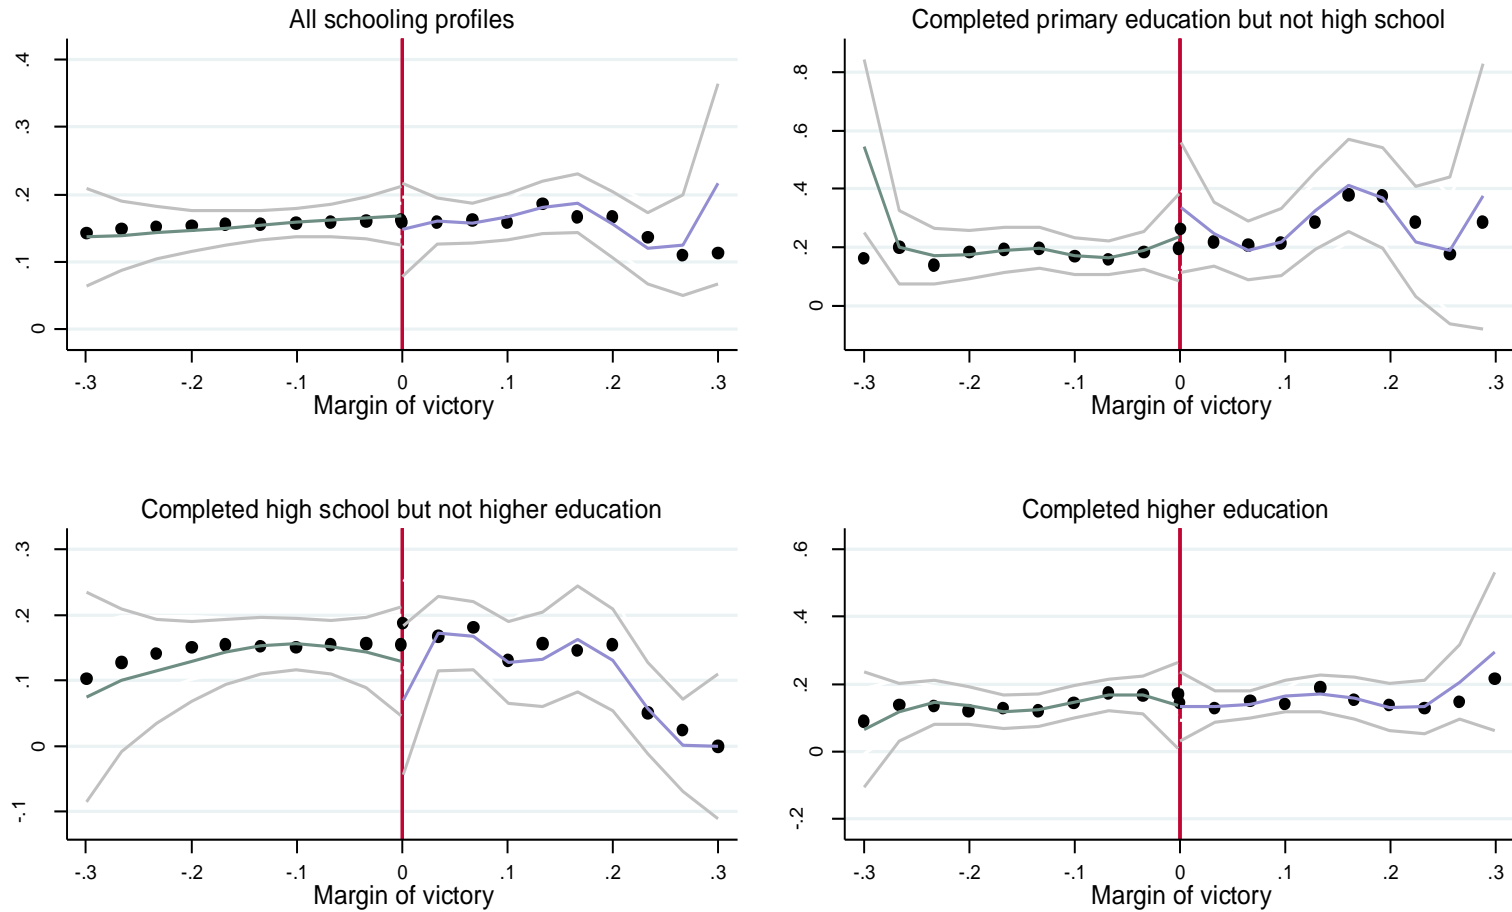 All schooling profiles
.4
.3
.2
.1
0
-.3 -.2 -.1 0 .1 .2 .3
Margin of victory
Completed primary education but not high school
.8
.6
.4
.2
0
-.3 -.2 -.1 0 .1 .2 .3
Margin of victory
Completed high school but not higher education
.3
.2
.1
0
-.1
-.3 -.2 -.1 0 .1 .2 .3
Margin of victory
Completed higher education
.6
.4
.2
0
-.2
-.3 -.2 -.1 0 .1 .2 .3
Margin of victory